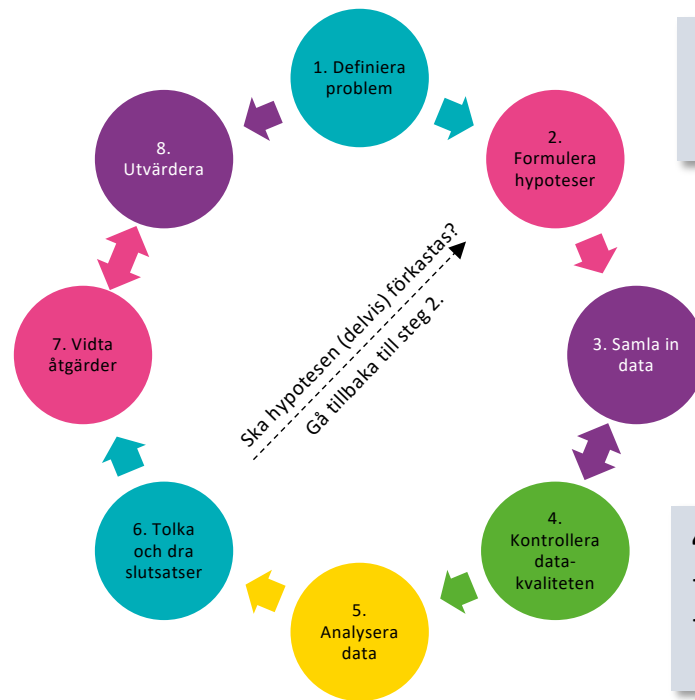 1. Definiera
problem
2.
Formulera
hypoteser
3. Samla in
data
4.
Kontrollera
data-
kvaliteten
5.
Analysera
data
6. Tolka
och dra
slutsatser
7. Vidta
åtgärder
8.
Utvärdera
Ska hypotesen (delvis) förkastas?
Gå tillbaka till steg 2.